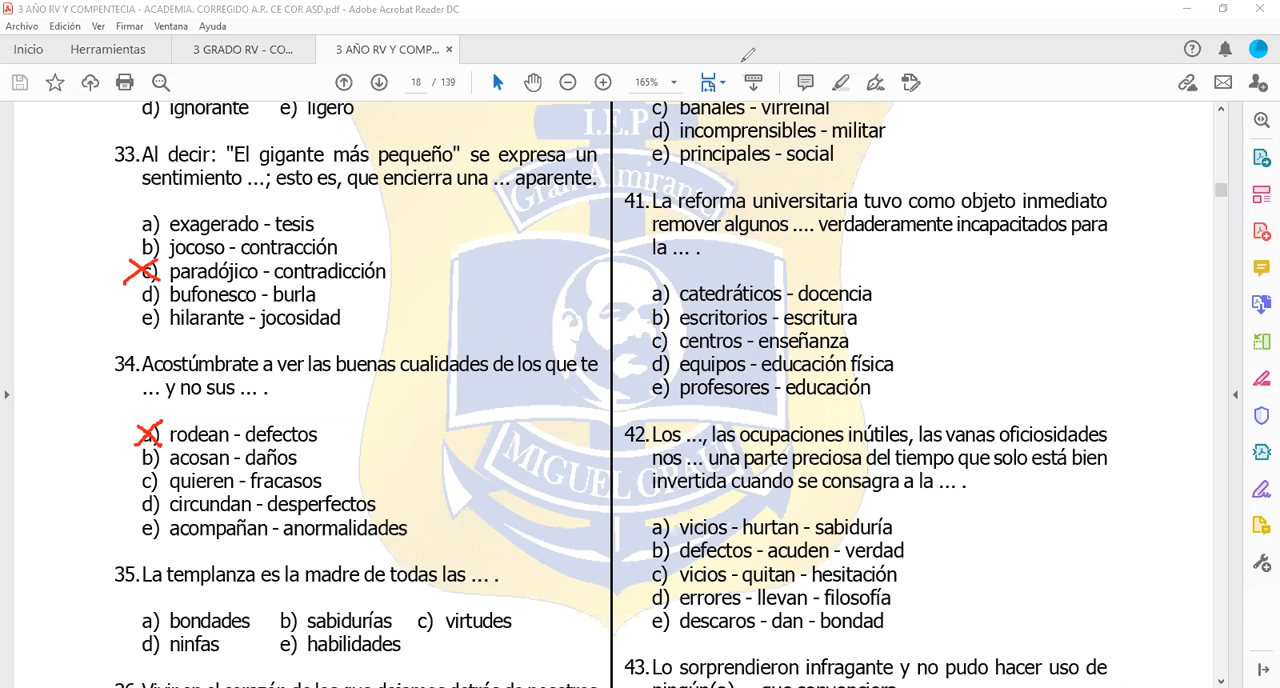 3 AÑO RV Y COMPENTECIA - ACADEMIA. CORREGIDO A.R. CE COR ASD.pdf - Adobe Acrobat Reader DC
Archivo Edición Ver Firmar Ventana Ayuda
Inicio Herramientas 3 GRADO RV - CO... 3 AÑO RV Y COMP... ×
18 / 139 165%
d) ignorante e) ligero
33. Al decir: "El gigante más pequeño" se expresa un
sentimiento ...; esto es, que encierra una ... aparente.
a) exagerado - tesis
b) jocoso - contracción
c) paradójico - contradicción
d) bufonesco - burla
e) hilarante - jocosidad
34. Acostúmbrate a ver las buenas cualidades de los que te
... y no sus ... .
a) rodean - defectos
b) acosan - daños
c) quieren - fracasos
d) circundan - desperfectos
e) acompañan - anormalidades
35. La templanza es la madre de todas las ... .
a) bondades b) sabidurías c) virtudes
d) ninfas e) habilidades
c) banales - virreinal
d) incomprensibles - militar
e) principales - social
41. La reforma universitaria tuvo como objeto inmediato
remover algunos .... verdaderamente incapacitados para
la ... .
a) catedráticos - docencia
b) escritorios - escritura
c) centros - enseñanza
d) equipos - educación física
e) profesores - educación
42. Los ..., las ocupaciones inútiles, las vanas oficiosidades
nos ... una parte preciosa del tiempo que solo está bien
invertida cuando se consagra a la ... .
a) vicios - hurtan - sabiduría
b) defectos - acuden - verdad
c) vicios - quitan - hesitación
d) errores - llevan - filosofía
e) descaros - dan - bondad
43. Lo sorprendieron infragante y no pudo hacer uso de
I.E.P
Gran Almirante
MIGUEL GRAU